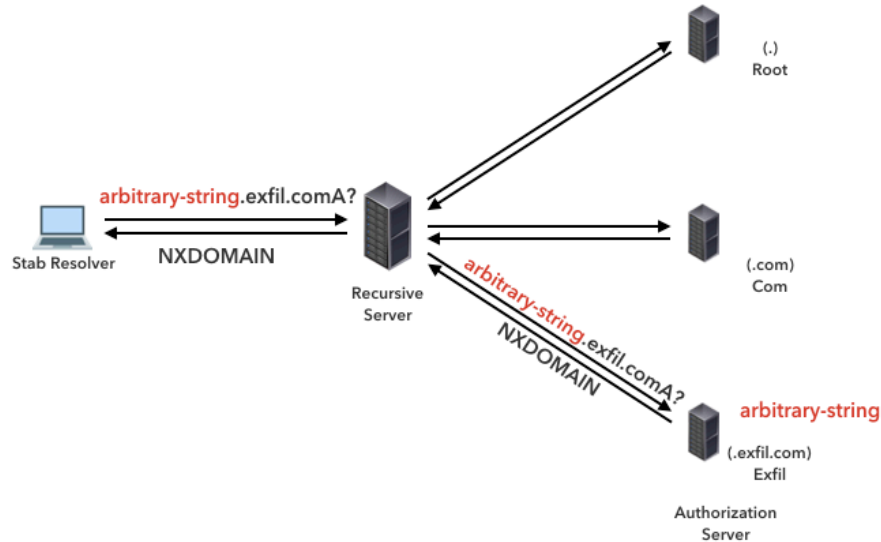 (.)
Root
arbitrary-string.exfil.comA?
NXDOMAIN
Stab Resolver
Recursive
Server
(.com)
Com
arbitrary-string.exfil.comA?
NXDOMAIN
arbitrary-string
(.exfil.com)
Exfil
Authorization
Server